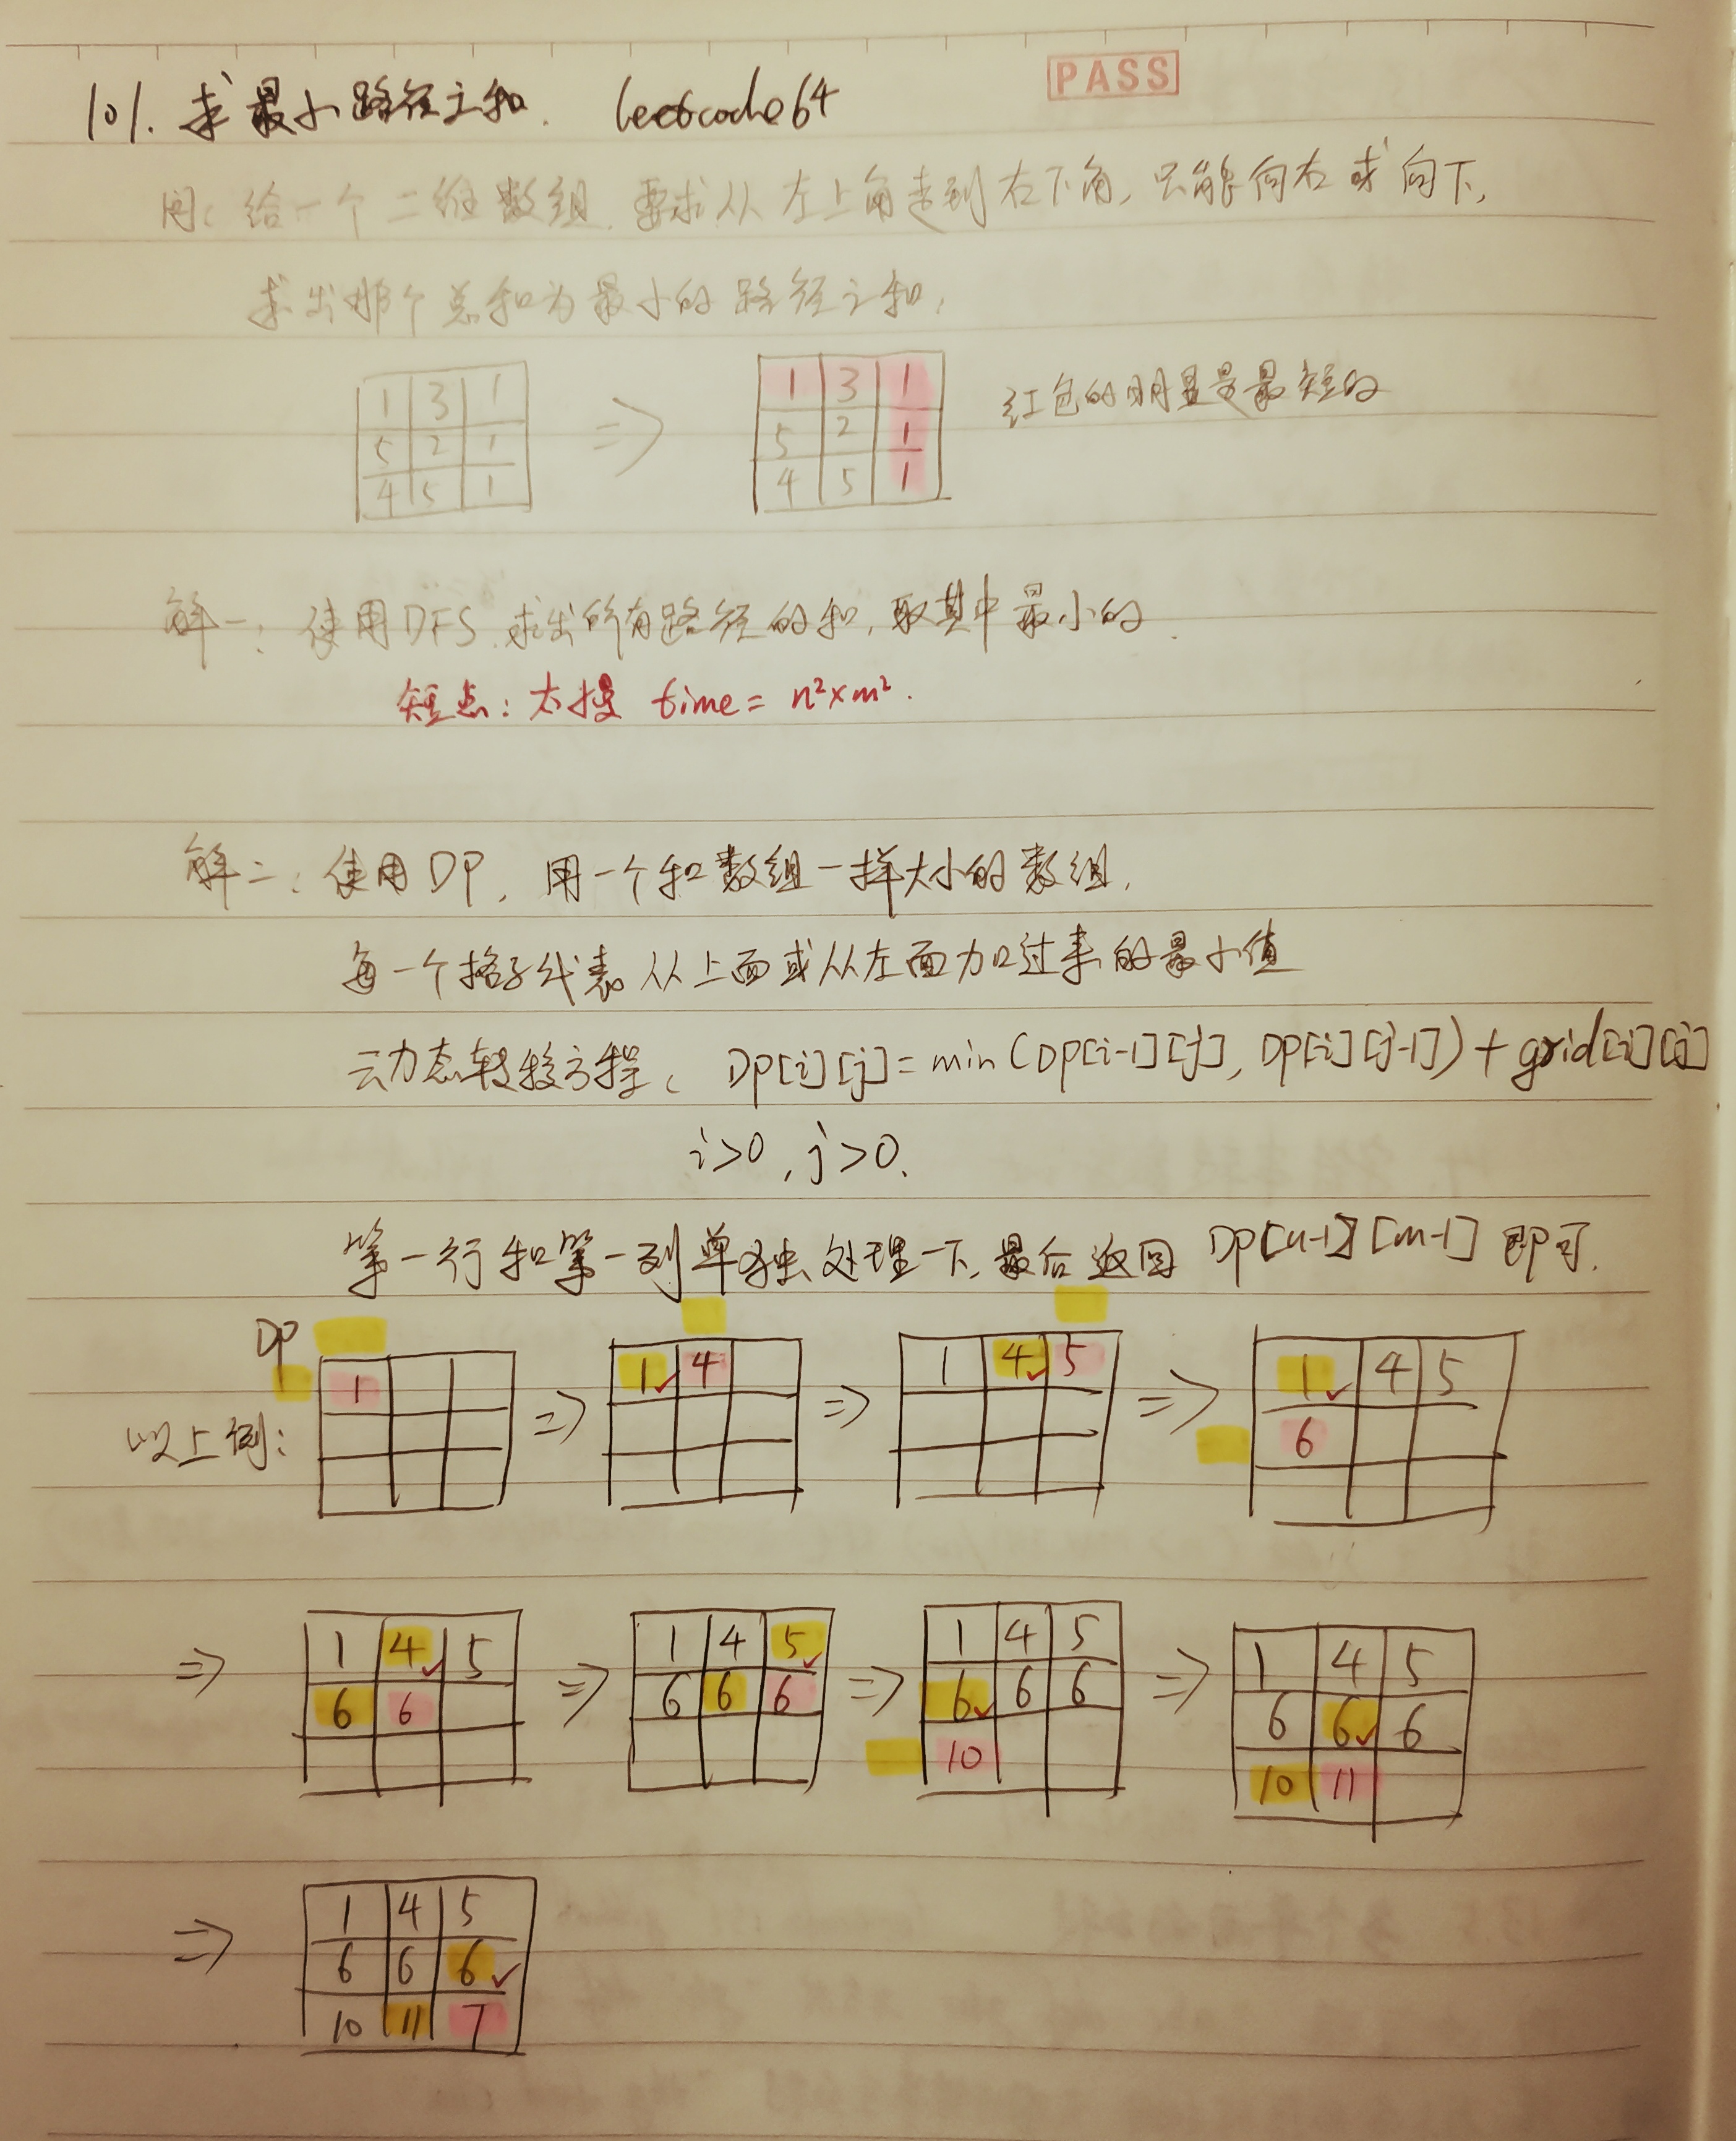 101. 求最小路径之和. leetcode64 PASS
问: 给一个二维数组, 要求从左上角走到右下角, 只能向右或向下,
求出那个总和为最小的路径之和,
1 3 1 => 1 3 1 红色的明显是最短的
5 2 1 5 2 1
4 5 1 4 5 1
解一: 使用DFS, 求出所有路径的和, 取其中最小的.
短点: 太慢 time = n²×m².
解二: 使用DP, 用一个和数组一样大小的数组,
每一个格子代表从上面或从左面加过来的最小值
动态转移方程: DP[i][j] = min(DP[i-1][j], DP[i][j-1]) + grid[i][j]
i>0, j>0.
第一行和第一列单独处理一下, 最后返回 DP[n-1][m-1] 即可.
DP
以上例: 1 => 1 4 => 1 4 5 => 1 4 5
6
=> 1 4 5 => 1 4 5 => 1 4 5 => 1 4 5
6 6 6 6 6 6 6 6 6 6 6
10 10 11
=> 1 4 5
6 6 6
10 11 7